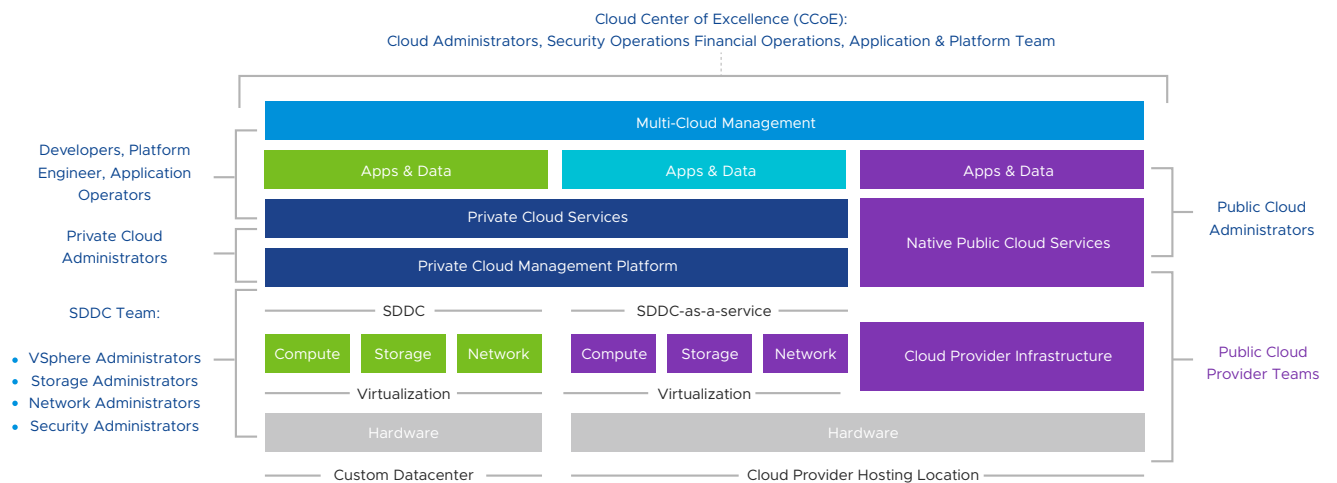 Cloud Center of Excellence (CCoE):
Cloud Administrators, Security Operations Financial Operations, Application & Platform Team
Multi-Cloud Management
Developers, Platform
Engineer, Application
Operators
Apps & Data
Apps & Data
Apps & Data
Private Cloud Services
Native Public Cloud Services
Public Cloud
Administrators
Private Cloud
Administrators
Private Cloud Management Platform
SDDC Team:
• VSphere Administrators
• Storage Administrators
• Network Administrators
• Security Administrators
SDDC
SDDC-as-a-service
Compute
Storage
Network
Compute
Storage
Network
Cloud Provider Infrastructure
Public Cloud
Provider Teams
Virtualization
Virtualization
Hardware
Hardware
Custom Datacenter
Cloud Provider Hosting Location